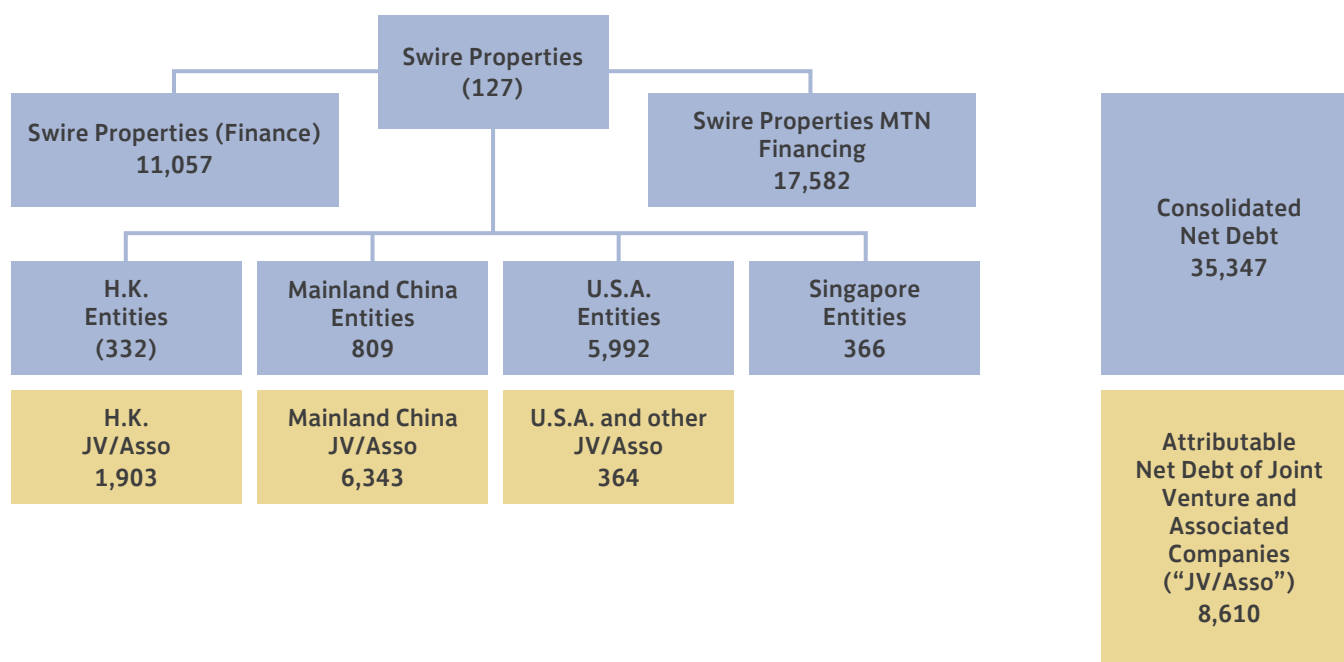 Swire Properties
(127)
Swire Properties (Finance)
11,057
Swire Properties MTN
Financing
17,582
H.K.
Entities
(332)
Mainland China
Entities
809
U.S.A.
Entities
5,992
Singapore
Entities
366
H.K.
JV/Asso
1,903
Mainland China
JV/Asso
6,343
U.S.A. and other
JV/Asso
364
Consolidated
Net Debt
35,347
Attributable
Net Debt of Joint
Venture and
Associated
Companies
(“JV/Asso”)
8,610